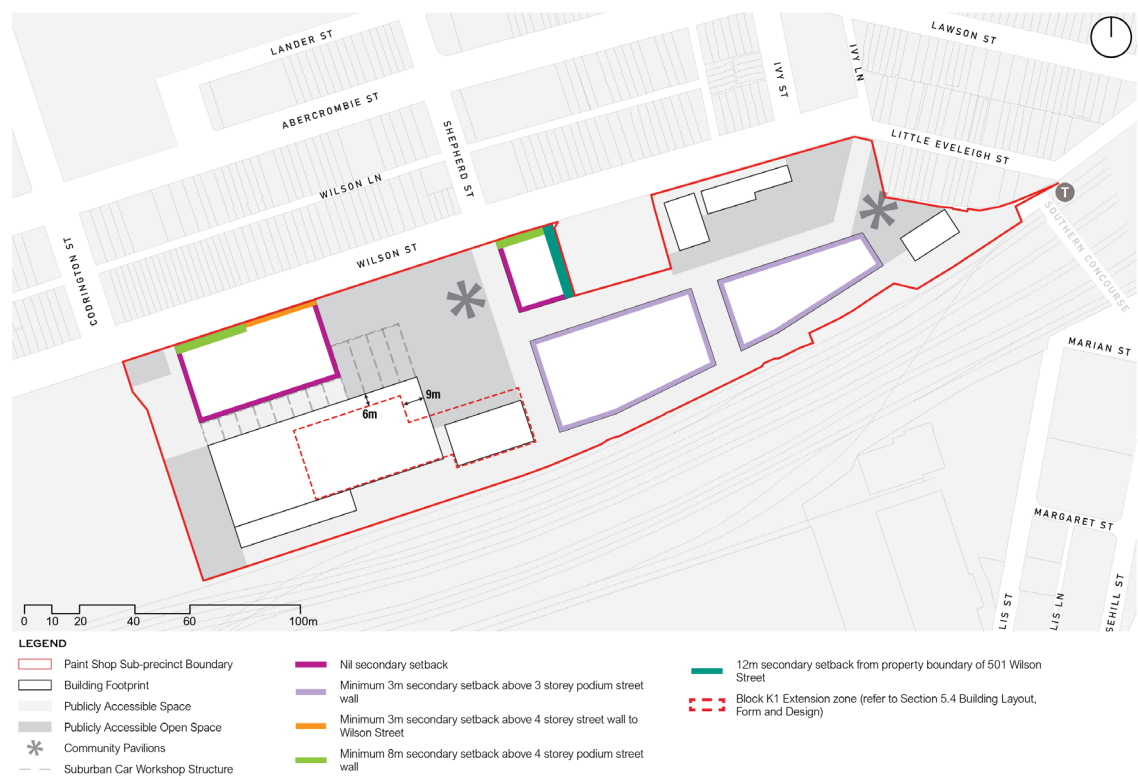 LANDER ST
LAWSON ST
ABERCROMBIE ST
IVY ST
IVY LN
SHEPHERD ST
LITTLE EVELEIGH ST
WILSON LN
T
SOUTHERN CONCOURSE
CODRINGTON ST
WILSON ST
MARIAN ST
9m
6m
MARGARET ST
LIS ST
LIS LN
SEHILL ST
0 10 20 40 60 100m
LEGEND
Paint Shop Sub-precinct Boundary
Building Footprint
Publicly Accessible Space
Publicly Accessible Open Space
Community Pavilions
Suburban Car Workshop Structure
Nil secondary setback
Minimum 3m secondary setback above 3 storey podium street
wall
Minimum 3m secondary setback above 4 storey street wall to
Wilson Street
Minimum 8m secondary setback above 4 storey podium street
wall
12m secondary setback from property boundary of 501 Wilson
Street
Block K1 Extension zone (refer to Section 5.4 Building Layout,
Form and Design)